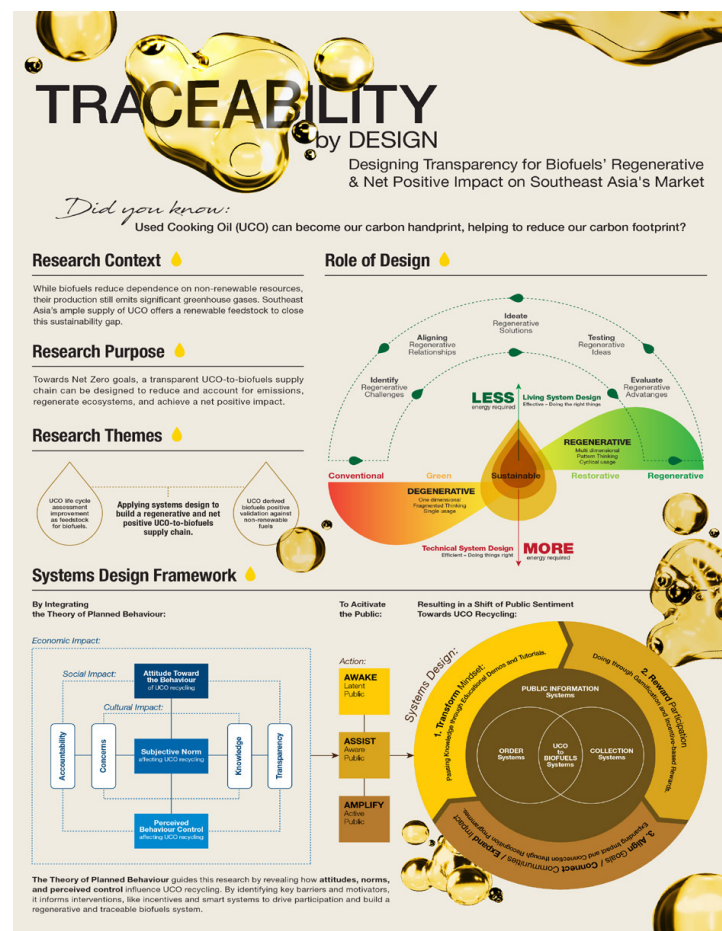 TRACEABILITY
by DESIGN
Designing Transparency for Biofuels' Regenerative
& Net Positive Impact on Southeast Asia's Market
Did you know:
Used Cooking Oil (UCO) can become our carbon handprint, helping to reduce our carbon footprint?
Research Context
While biofuels reduce dependence on non-renewable resources,
their production still emits significant greenhouse gases. Southeast
Asia's ample supply of UCO offers a renewable feedstock to close
this sustainability gap.
Research Purpose
Towards Net Zero goals, a transparent UCO-to-biofuels supply
chain can be designed to reduce and account for emissions,
regenerate ecosystems, and achieve a net positive impact.
Research Themes
UCO life cycle
assessment
improvement
as feedstock
for biofuels.
Applying systems design to
build a regenerative and net
positive UCO-to-biofuels
supply chain.
UCO derived
biofuels positive
validation against
non-renewable
fuels
Role of Design
Identify
Regenerative
Challenges
Aligning
Regenerative
Relationships
Ideate
Regenerative
Solutions
Testing
Regenerative
Ideas
Evaluate
Regenerative
Advatanges
LESS
energy required
Living System Design
Effective – Doing the right things
REGENERATIVE
Multi dimensional
Pattern Thinking
Cyclical usage
Conventional
Green
Sustainable
Restorative
Regenerative
DEGENERATIVE
One dimensional
Fragmented Thinking
Single usage
Technical System Design
Efficient – Doing things right
MORE
energy required
Systems Design Framework
By Integrating
the Theory of Planned Behaviour:
To Acitivate
the Public:
Resulting in a Shift of Public Sentiment
Towards UCO Recycling:
Economic Impact:
Social Impact:
Attitude Toward
the Behaviour
of UCO recycling
Cultural Impact:
Accountability
Concerns
Subjective Norm
affecting UCO recycling
Knowledge
Transparency
Perceived
Behaviour Control
affecting UCO recycling
Action:
AWAKE
Latent
Public
ASSIST
Aware
Public
AMPLIFY
Active
Public
Systems Design:
1. Transform Mindset:
Passing Knowledge through Educational Demos and Tutorials.
2. Reward Participation
Doing through Gamification and Incentive-based Rewards.
3. Align Goals / Connect Communities / Expand Impact
Expanding Impact and Connection through Recognition Programme.
PUBLIC INFORMATION
Systems
ORDER
Systems
UCO
to
BIOFUELS
Systems
COLLECTION
Systems
The Theory of Planned Behaviour guides this research by revealing how attitudes, norms,
and perceived control influence UCO recycling. By identifying key barriers and motivators,
it informs interventions, like incentives and smart systems to drive participation and build a
regenerative and traceable biofuels system.